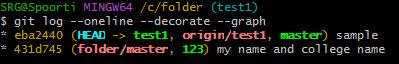 SRG@Spoorti MINGW64 /c/folder (test1)
$ git log --oneline --decorate --graph
* eba2440 (HEAD -> test1, origin/test1, master) sample
* 431d745 (folder/master, 123) my name and college name